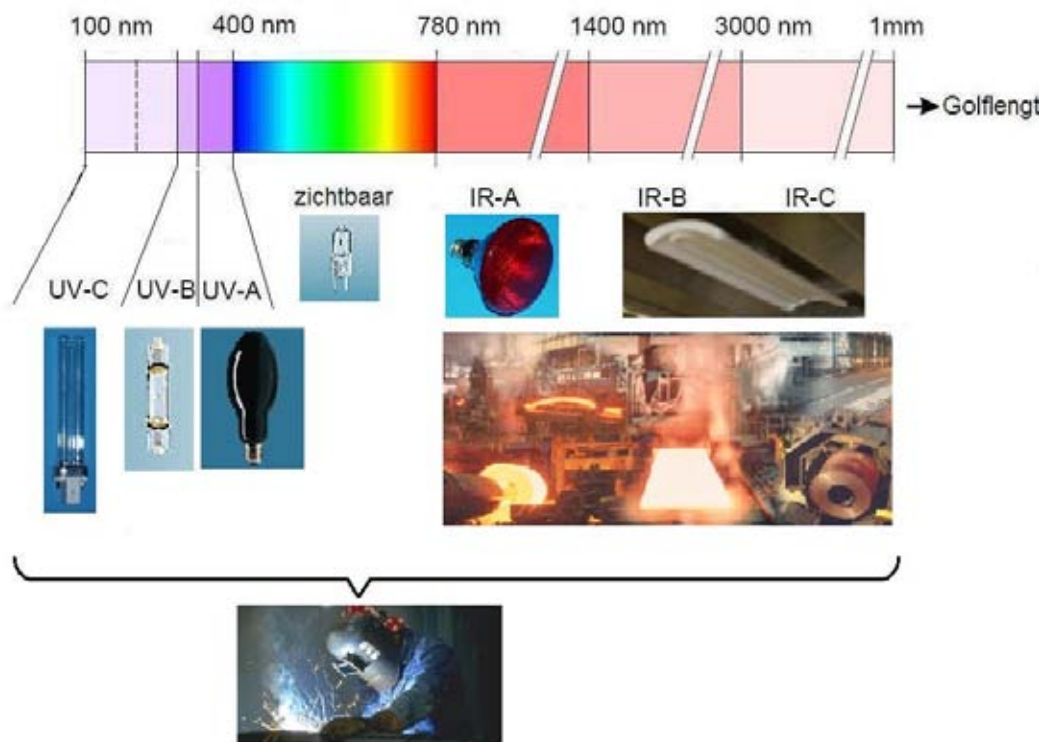 100 nm 400 nm 780 nm 1400 nm 3000 nm 1mm
Golflengt
zichtbaar IR-A IR-B IR-C
UV-C UV-B UV-A